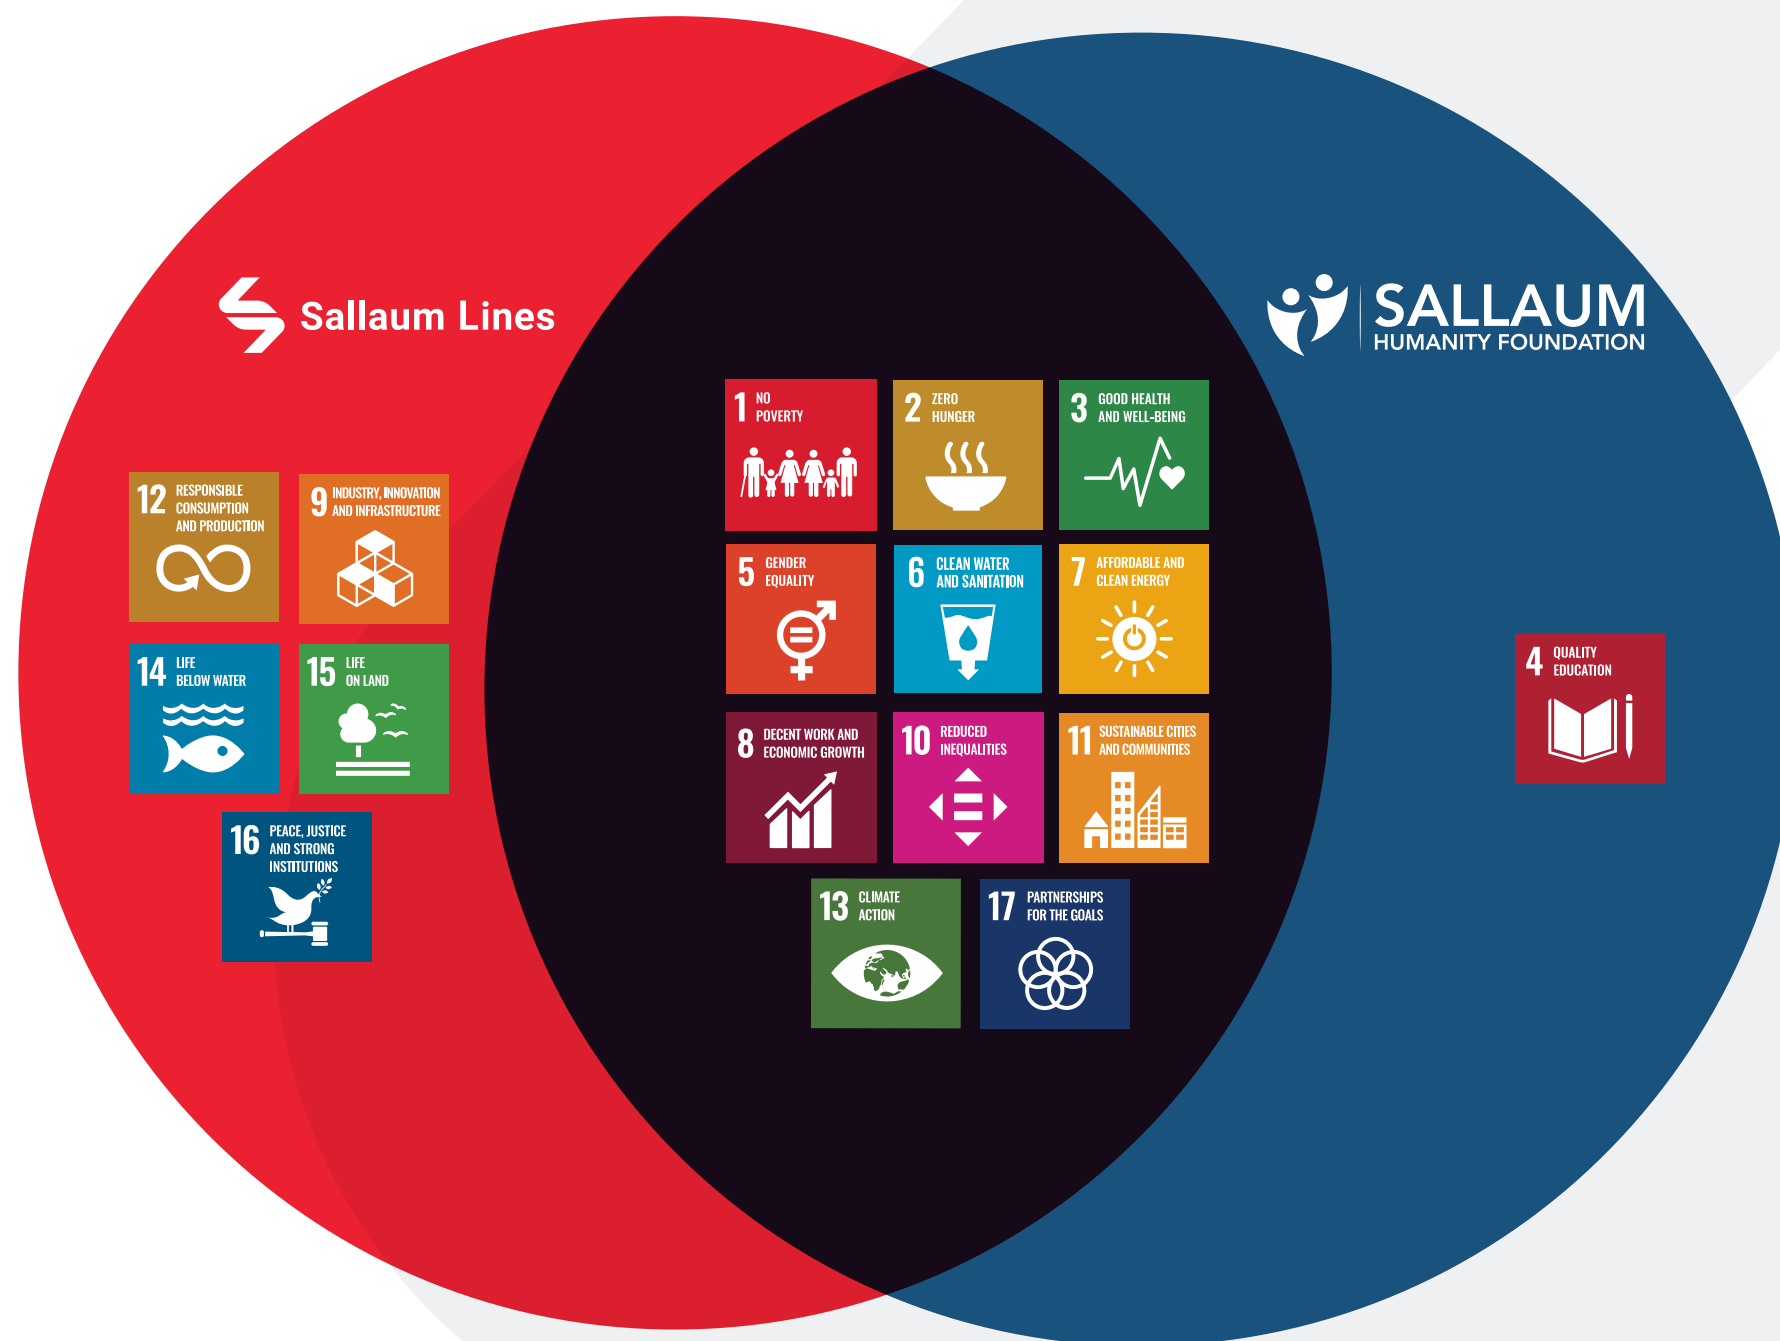 Sallaum Lines
SALLAUM
HUMANITY FOUNDATION
12 RESPONSIBLE
CONSUMPTION
AND PRODUCTION
9 INDUSTRY, INNOVATION
AND INFRASTRUCTURE
14 LIFE
BELOW WATER
15 LIFE
ON LAND
16 PEACE, JUSTICE
AND STRONG
INSTITUTIONS
1 NO
POVERTY
2 ZERO
HUNGER
3 GOOD HEALTH
AND WELL-BEING
5 GENDER
EQUALITY
6 CLEAN WATER
AND SANITATION
7 AFFORDABLE AND
CLEAN ENERGY
8 DECENT WORK AND
ECONOMIC GROWTH
10 REDUCED
INEQUALITIES
11 SUSTAINABLE CITIES
AND COMMUNITIES
13 CLIMATE
ACTION
17 PARTNERSHIPS
FOR THE GOALS
4 QUALITY
EDUCATION